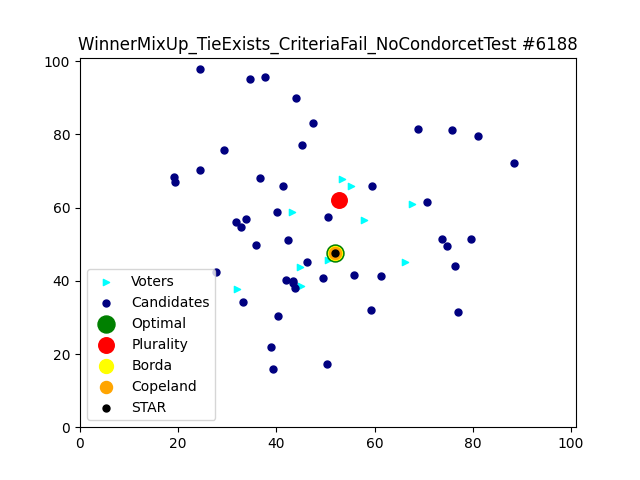 WinnerMixUp_TieExists_CriteriaFail_NoCondorcetTest #6188
100
80
60
40
20
0
Voters
Candidates
Optimal
Plurality
Borda
Copeland
STAR
0 20 40 60 80 100